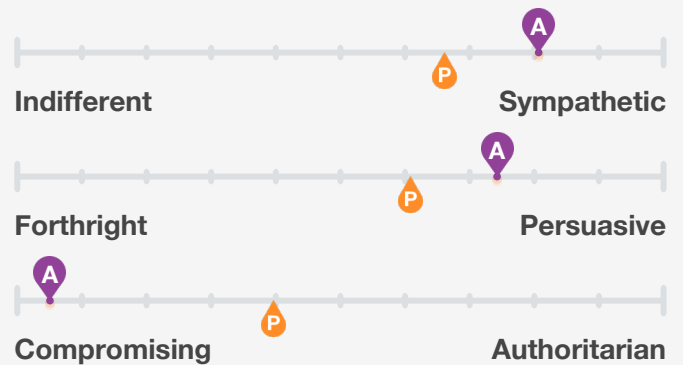 A
P
Indifferent Sympathetic
A
P
Forthright Persuasive
A
P
Compromising Authoritarian